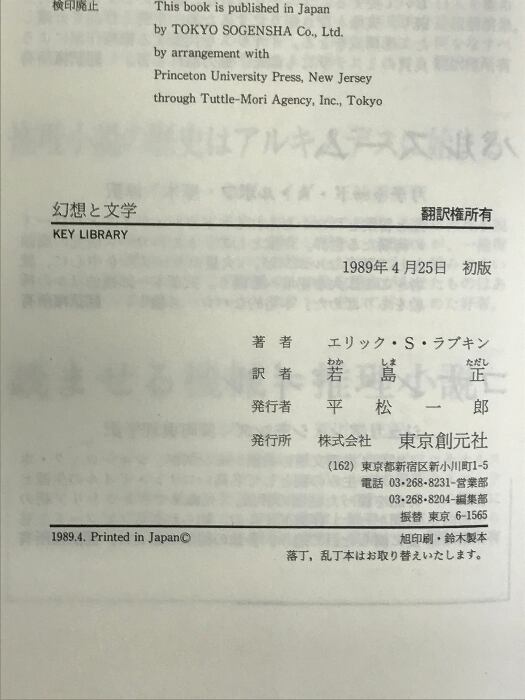 検印廃止
This book is published in Japan
by TOKYO SOGENSHA Co., Ltd.
by arrangement with
Princeton University Press, New Jersey
through Tuttle-Mori Agency, Inc., Tokyo
幻想と文学 翻訳権所有
KEY LIBRARY
1989年4月25日 初版
著者 エリック・S・ラブキン
わか しま ただし
訳者 若島正
発行者 平松一郎
発行所 株式会社 東京創元社
(162) 東京都新宿区新小川町1-5
電話 03・268・8231-営業部
03・268・8204-編集部
振替 東京 6-1565
1989.4. Printed in Japan© 旭印刷・鈴木製本
落丁，乱丁本はお取り替えいたします。